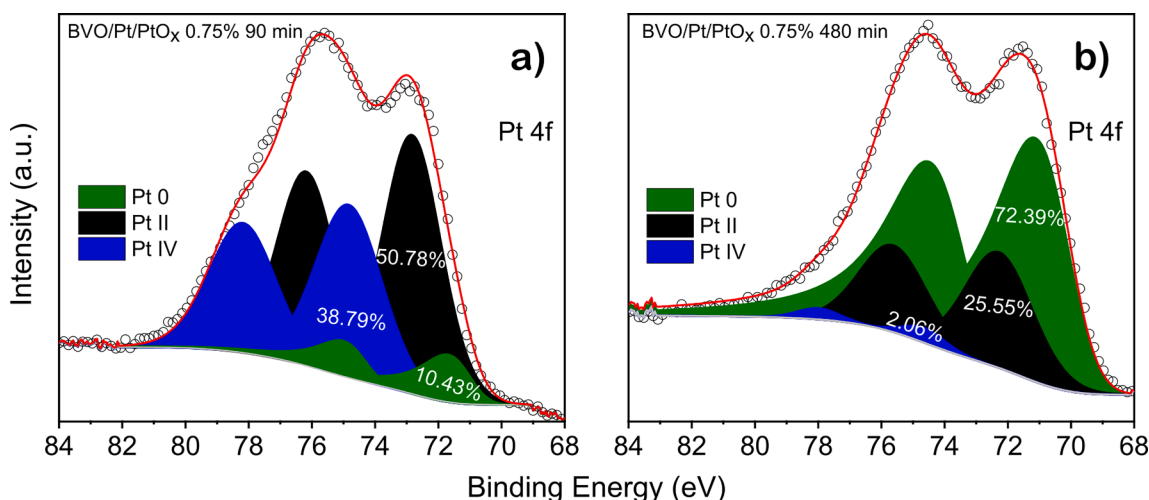 BVO/Pt/PtOx 0.75% 90 min
a)
Pt 4f
Pt 0
Pt II
Pt IV
50.78%
38.79%
10.43%
84 82 80 78 76 74 72 70 68
BVO/Pt/PtOx 0.75% 480 min
b)
Pt 4f
Pt 0
Pt II
Pt IV
72.39%
25.55%
2.06%
84 82 80 78 76 74 72 70 68
Intensity (a.u.)
Binding Energy (eV)